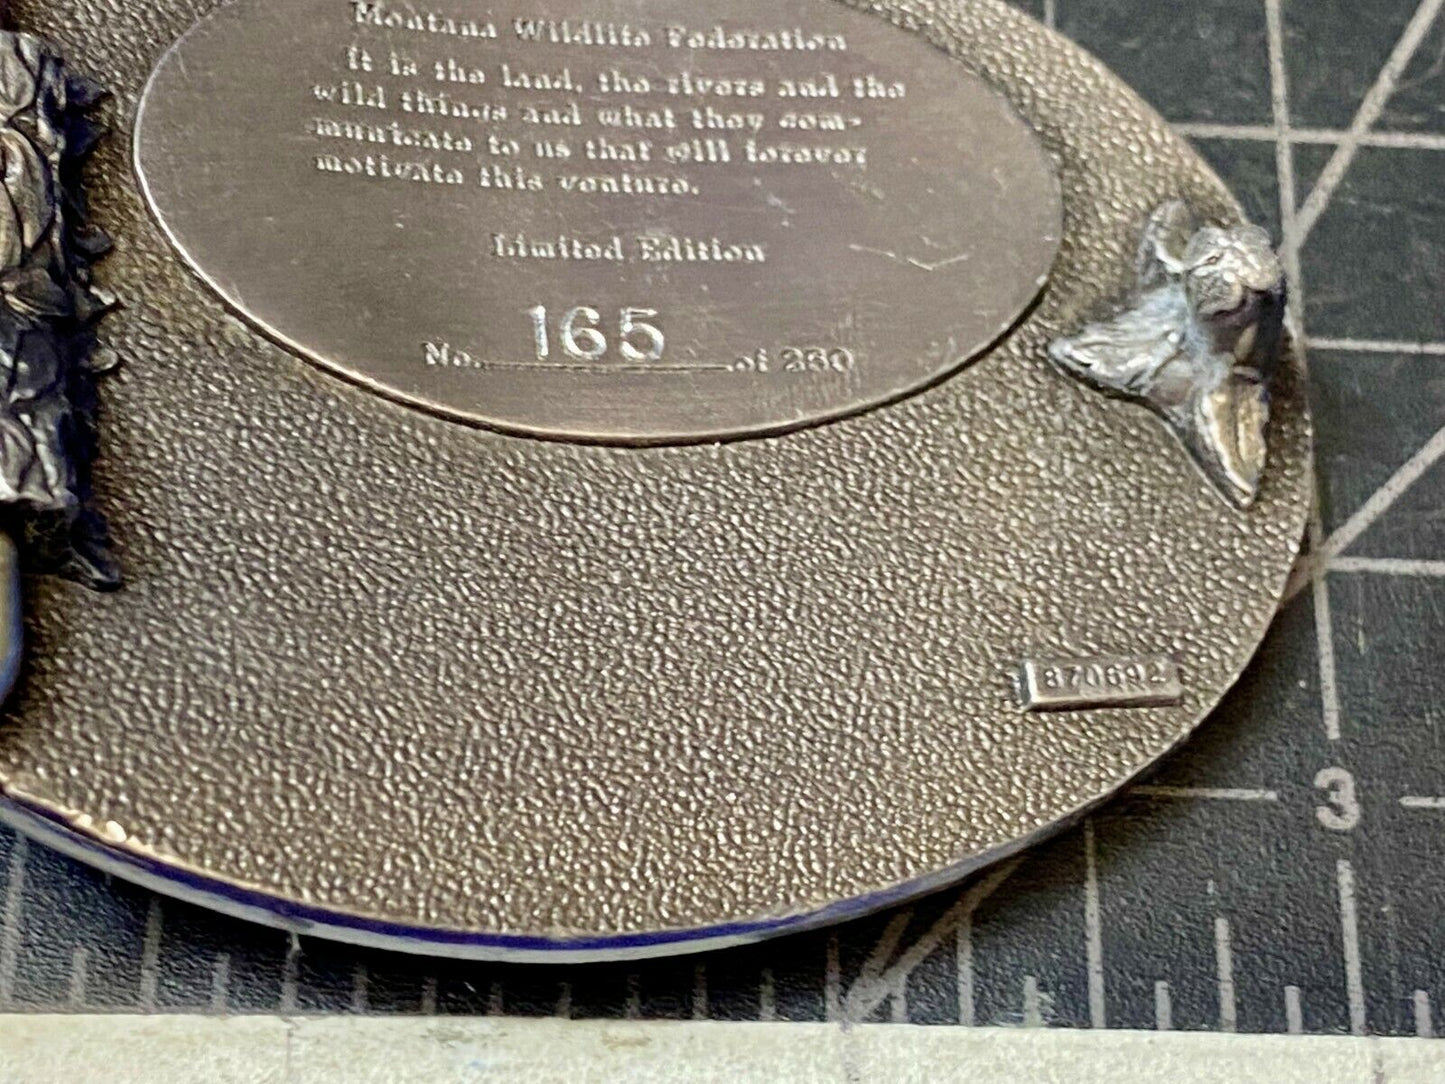 Montana Wildlife Federation
It is the land, the rivers and the
wild things and what they com-
municate to us that will forever
motivate this venture.
Limited Edition
No. 165 of 260
870692
3